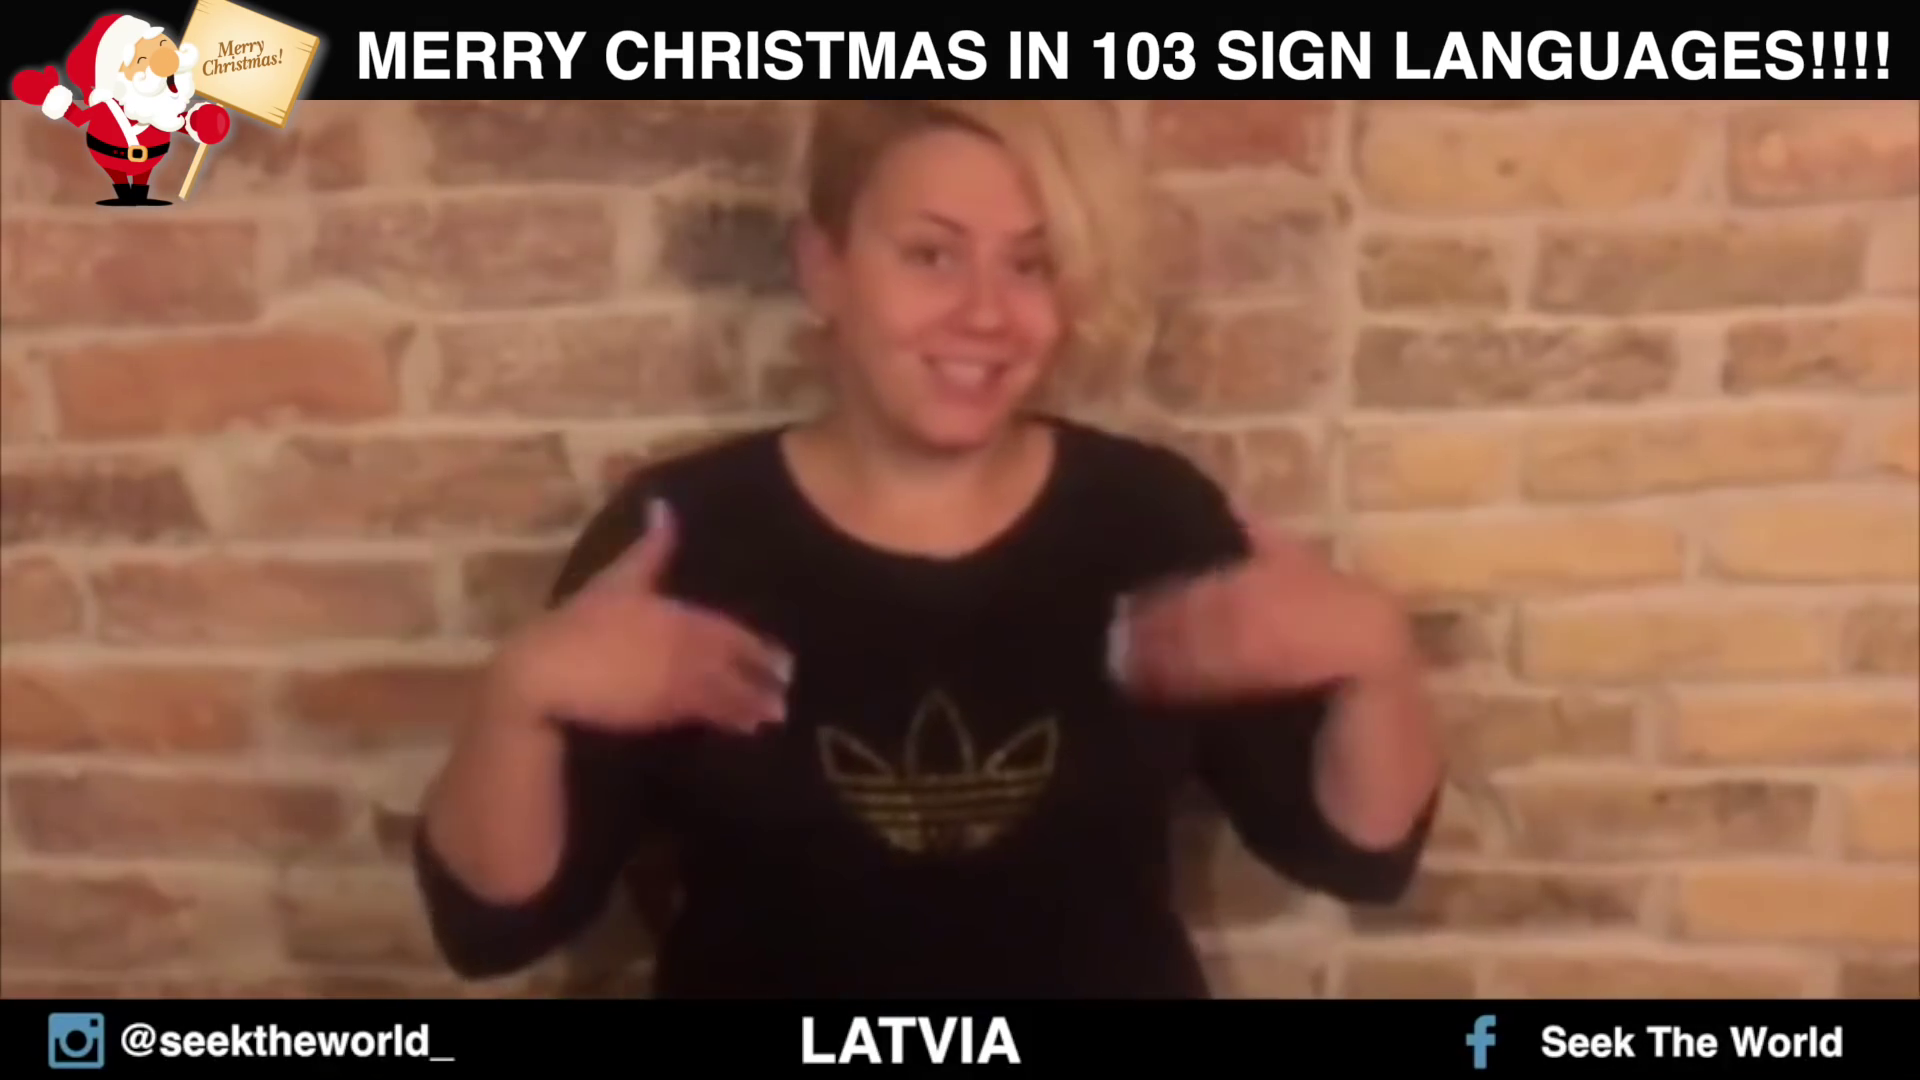 Merry
Christmas!
MERRY CHRISTMAS IN 103 SIGN LANGUAGES!!!!
@seektheworld_
LATVIA
Seek The World